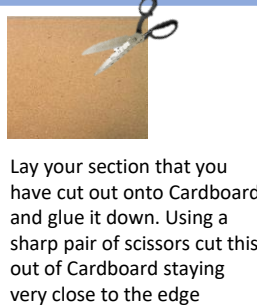 Lay your section that you
have cut out onto Cardboard
and glue it down. Using a
sharp pair of scissors cut this
out of Cardboard staying
very close to the edge